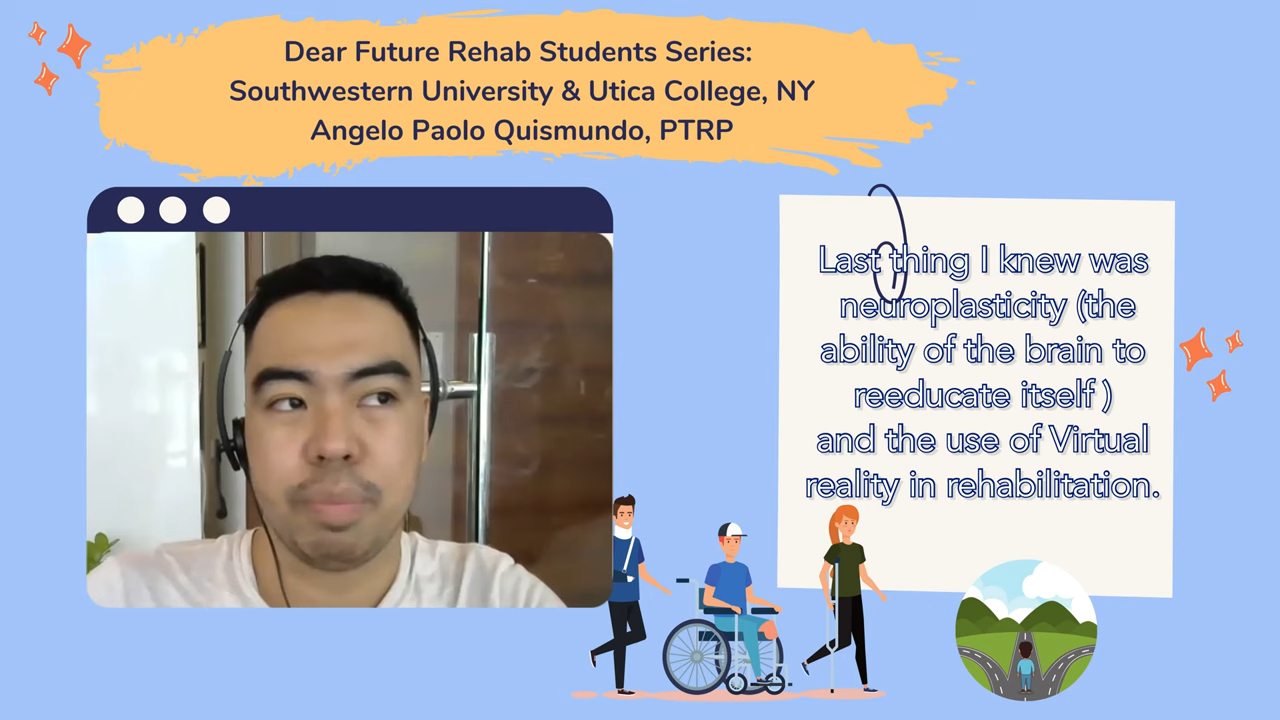 Dear Future Rehab Students Series:
Southwestern University & Utica College, NY
Angelo Paolo Quismundo, PTRP
Last thing I knew was
neuroplasticity (the
ability of the brain to
reeducate itself )
and the use of Virtual
reality in rehabilitation.